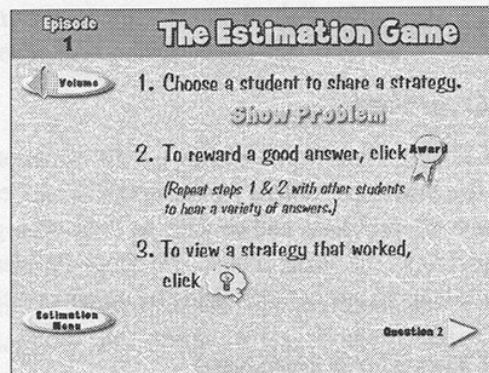 Episode
1
The Estimation Game
Volume
1. Choose a student to share a strategy.
Show Problem
2. To reward a good answer, click Award
(Repeat steps 1 & 2 with other students
to hear a variety of answers.)
3. To view a strategy that worked,
click
Estimation
Menu
Question 2